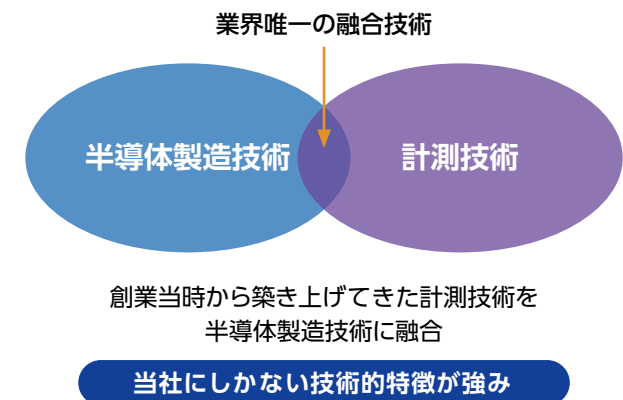 業界唯一の融合技術
半導体製造技術
計測技術
創業当時から築き上げてきた計測技術を
半導体製造技術に融合
当社にしかない技術的特徴が強み